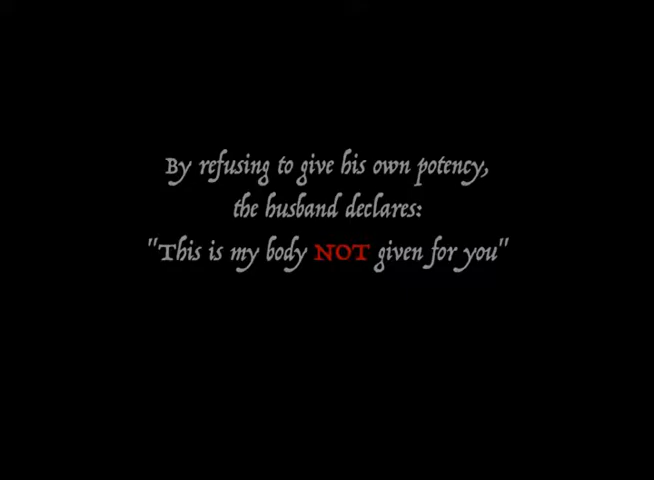 By refusing to give his own potency,
the husband declares:
"This is my body NOT given for you"